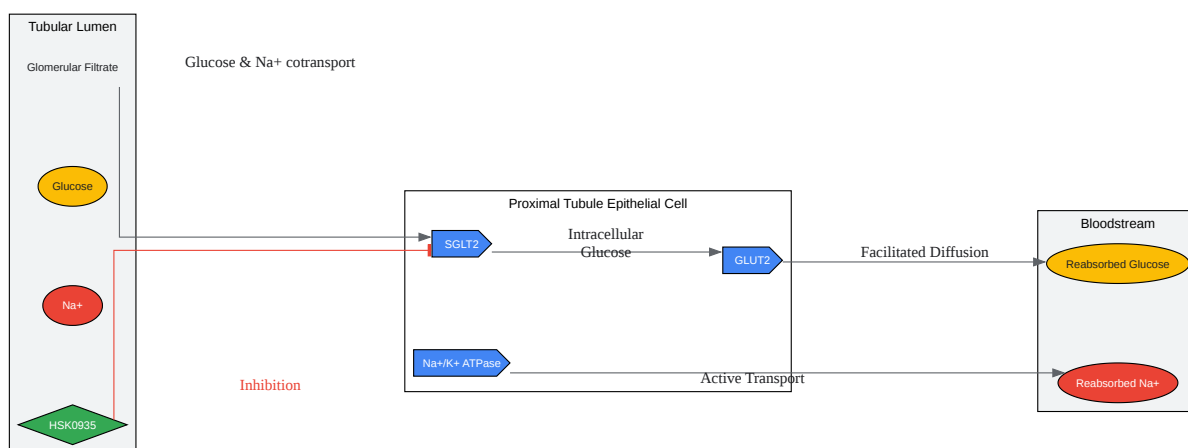 Tubular Lumen
Glomerular Filtrate
Glucose & Na+ cotransport
Glucose
Na+
HSK0935
Inhibition
Proximal Tubule Epithelial Cell
SGLT2
Intracellular
Glucose
GLUT2
Na+/K+ ATPase
Facilitated Diffusion
Active Transport
Bloodstream
Reabsorbed Glucose
Reabsorbed Na+